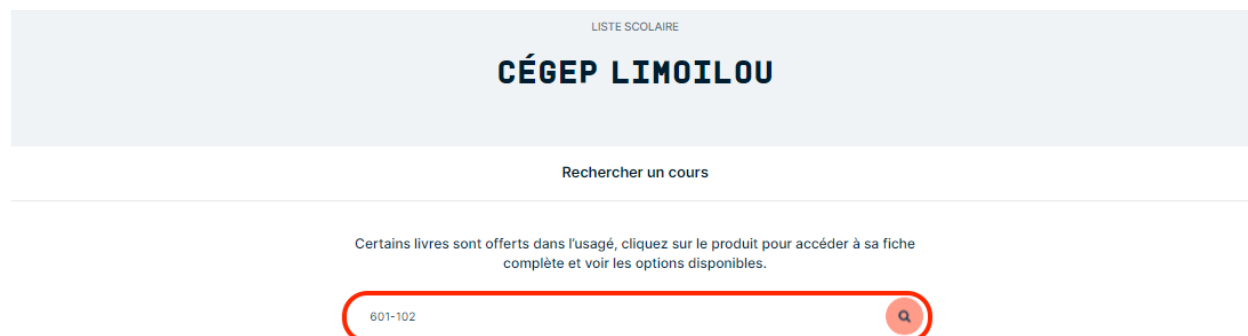 LISTE SCOLAIRE
CÉGEP LIMOILOU
Rechercher un cours
Certains livres sont offerts dans l'usagé, cliquez sur le produit pour accéder à sa fiche
complète et voir les options disponibles.
601-102